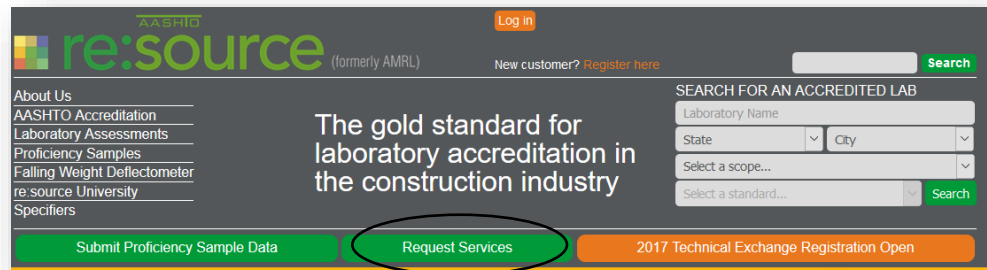 AASHTO
re:source (formerly AMRL)
Log in
New customer? Register here
Search
About Us
AASHTO Accreditation
Laboratory Assessments
Proficiency Samples
Falling Weight Deflectometer
re:source University
Specifiers
The gold standard for
laboratory accreditation in
the construction industry
SEARCH FOR AN ACCREDITED LAB
Laboratory Name
State City
Select a scope...
Select a standard... Search
Submit Proficiency Sample Data Request Services 2017 Technical Exchange Registration Open